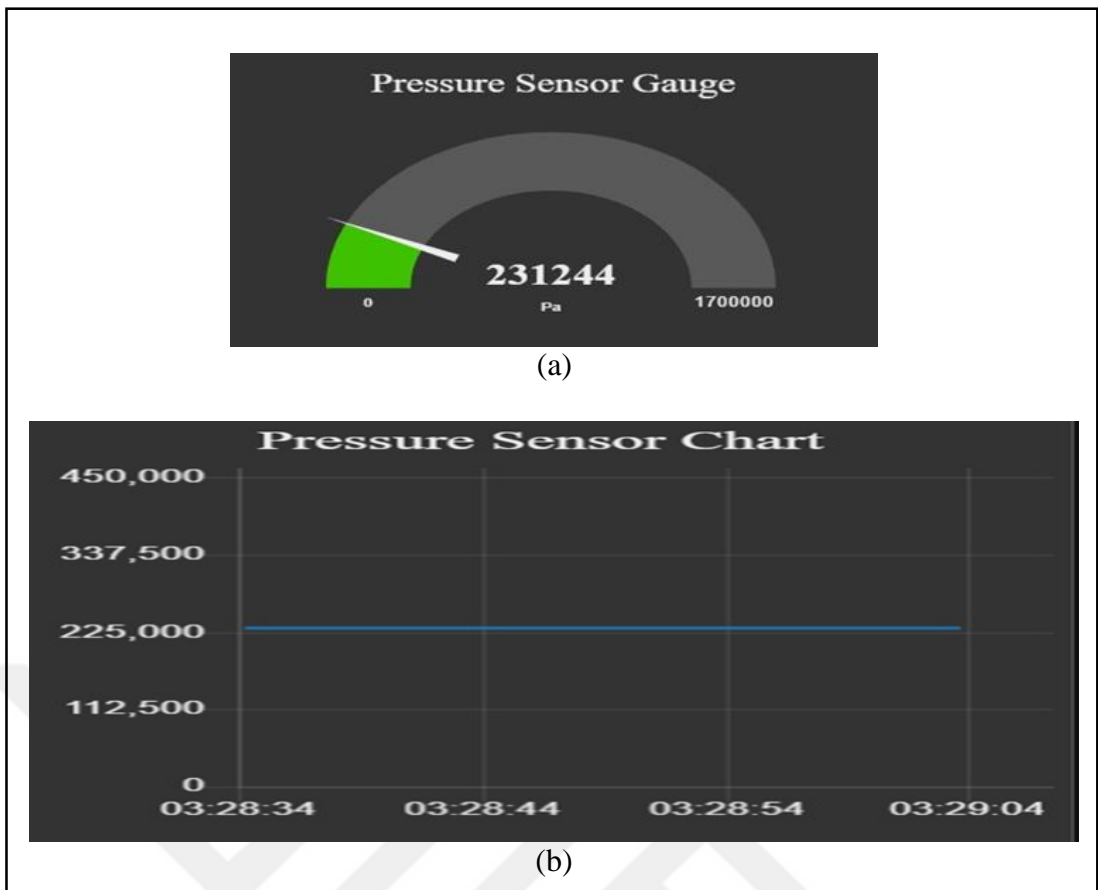 Pressure Sensor Gauge
231244
Pa
0
1700000
(a)
Pressure Sensor Chart
450,000
337,500
225,000
112,500
0
03:28:34 03:28:44 03:28:54 03:29:04
(b)